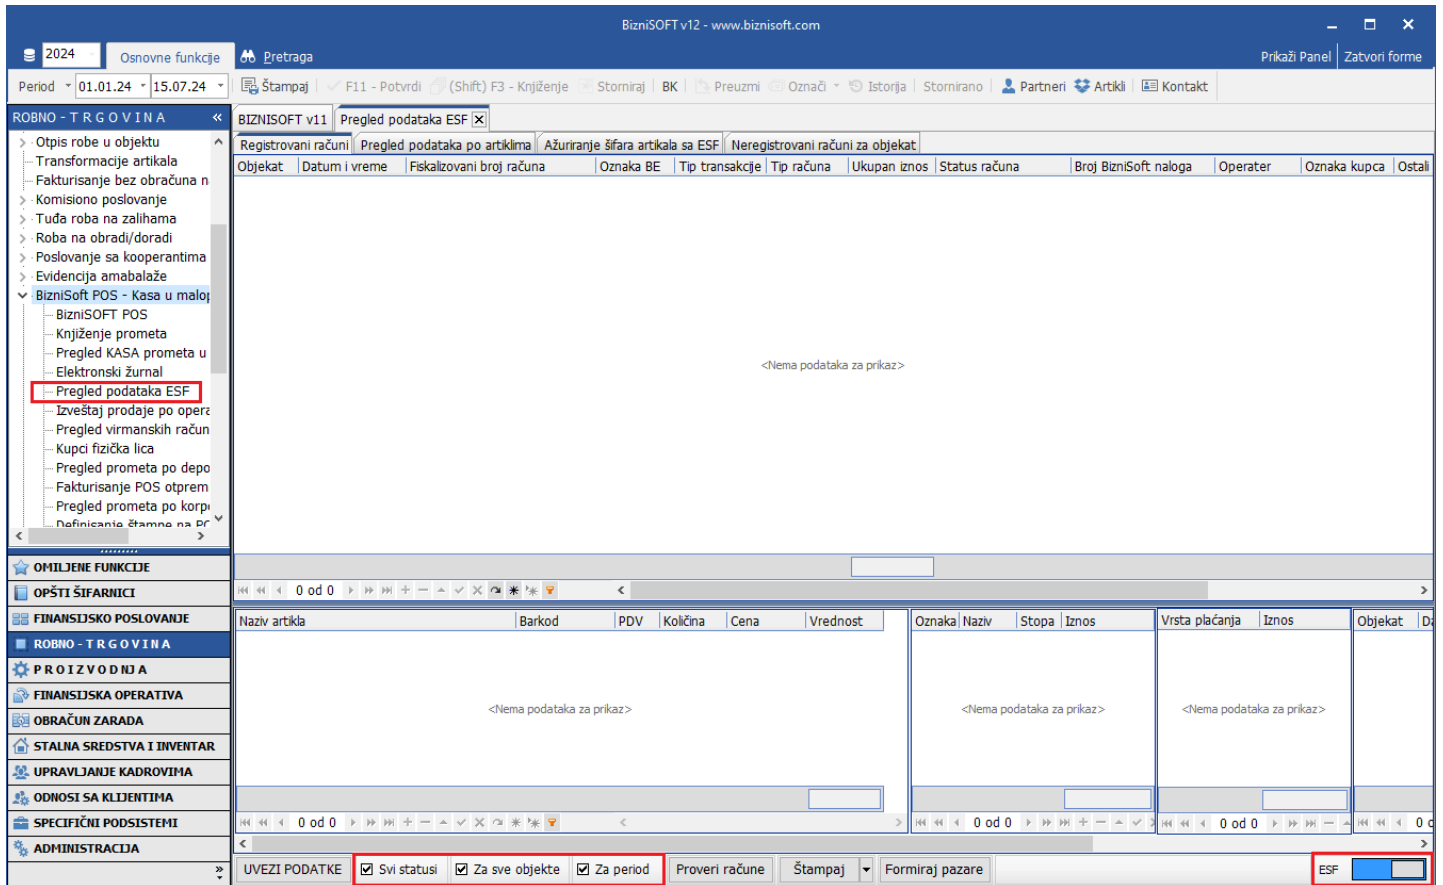 BizniSOFT v12 - www.biznisoft.com
2024
Osnovne funkcije
Pretraga
Prikaži Panel
Zatvori forme
Period 01.01.24 15.07.24
Štampaj
F11 - Potvrdi
(Shift) F3 - Knjiženje
Storniraj
BK
Preuzmi
Označi
Istorija
Stornirano
Partneri
Artikli
Kontakt
ROBNO - T R G O V I N A «
Otpis robe u objektu
Transformacije artikala
Fakturisanje bez obračuna n
Komisiono poslovanje
Tuđa roba na zalihama
Roba na obradi/doradi
Poslovanje sa kooperantima
Evidencija amabalaže
BizniSoft POS - Kasa u malop
BizniSOFT POS
Knjiženje prometa
Pregled KASA prometa u
Elektronski žurnal
Pregled podataka ESF
Izveštaj prodaje po opera
Pregled virmanskih račun
Kupci fizička lica
Pregled prometa po depo
Fakturisanje POS otprem
Pregled prometa po korp
Definisanje štampe na PO
OMILJENE FUNKCIJE
OPŠTI ŠIFARNICI
FINANSIJSKO POSLOVANJE
ROBNO - T R G O V I N A
P R O I Z V O D NJ A
FINANSIJSKA OPERATIVA
OBRAČUN ZARADA
STALNA SREDSTVA I INVENTAR
UPRAVLJANJE KADROVIMA
ODNOSI SA KLIJENTIMA
SPECIFIČNI PODSISTEMI
ADMINISTRACIJA
»
BIZNISOFT v11
Pregled podataka ESF
Registrovani računi
Pregled podataka po artiklima
Ažuriranje šifara artikala sa ESF
Neregistrovani računi za objekat
Objekat Datum i vreme Fiskalizovani broj računa Oznaka BE Tip transakcije Tip računa Ukupan iznos Status računa Broj BizniSoft naloga Operater Oznaka kupca Ostali
<Nema podataka za prikaz>
0 od 0
Naziv artikla Barkod PDV Količina Cena Vrednost
<Nema podataka za prikaz>
0 od 0
Oznaka Naziv Stopa Iznos
<Nema podataka za prikaz>
0 od 0
Vrsta plaćanja Iznos
<Nema podataka za prikaz>
0 od 0
Objekat Da
0 o
UVEZI PODATKE
Svi statusi
Za sve objekte
Za period
Proveri račune
Štampaj
Formiraj pazare
ESF